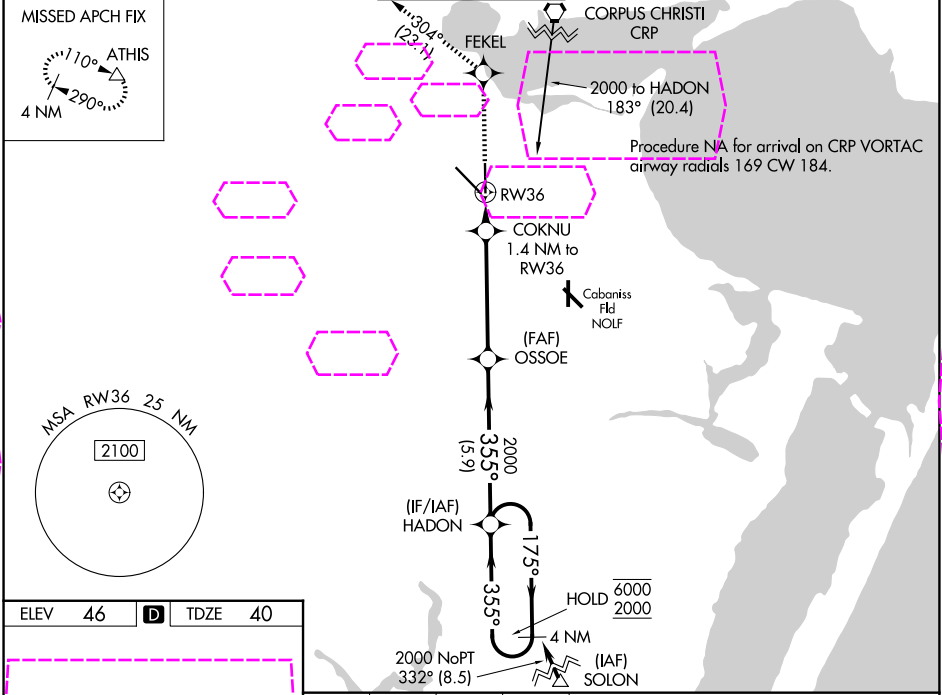 MISSED APCH FIX
110°
ATHIS
4 NM
290°
304°
(23.1)
FEKEL
CORPUS CHRISTI
CRP
2000 to HADON
183° (20.4)
Procedure NA for arrival on CRP VORTAC
airway radials 169 CW 184.
RW36
COKNU
1.4 NM to
RW36
Cabaniss
Fld
NOLF
(FAF)
OSSOE
MSA RW36 25 NM
2100
2000
355°
(5.9)
(IF/IAF)
HADON
175°
355°
HOLD
6000
2000
4 NM
2000 NoPT
332° (8.5)
(IAF)
SOLON
ELEV 46 D TDZE 40